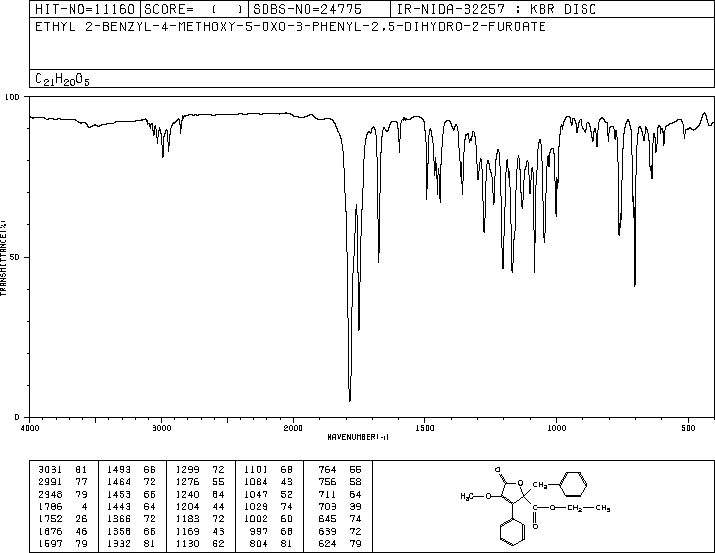 HIT-NO=11160 SCORE= ( ) SDBS-NO=24775 IR-NIDA-32257 : KBR DISC
ETHYL 2-BENZYL-4-METHOXY-5-OXO-3-PHENYL-2,5-DIHYDRO-2-FUROATE
C21H20O5
100
50
0
TRANSMITTANCE(%)
4000 3000 2000 1500 1000 500
WAVENUMBER(-1)
3031 81 1493 66 1299 72 1101 68 764 55
2991 77 1464 72 1276 55 1084 43 756 58
2948 79 1453 66 1240 64 1047 52 711 64
1786 4 1443 64 1204 44 1029 74 703 39
1752 26 1366 72 1183 72 1002 60 645 74
1676 46 1358 66 1169 43 997 68 639 72
1597 79 1332 81 1130 62 804 81 624 79
O
O
CH2
H3C—O
C—O—CH2—CH3
O